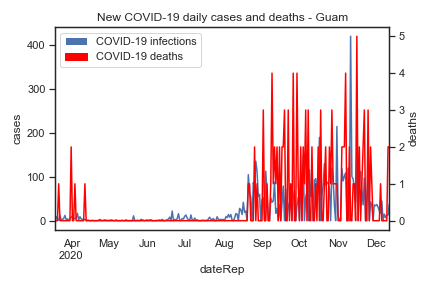 New COVID-19 daily cases and deaths - Guam
COVID-19 infections
COVID-19 deaths
400
300
200
100
0
cases
5
4
3
2
1
0
deaths
Apr May Jun Jul Aug Sep Oct Nov Dec
2020
dateRep